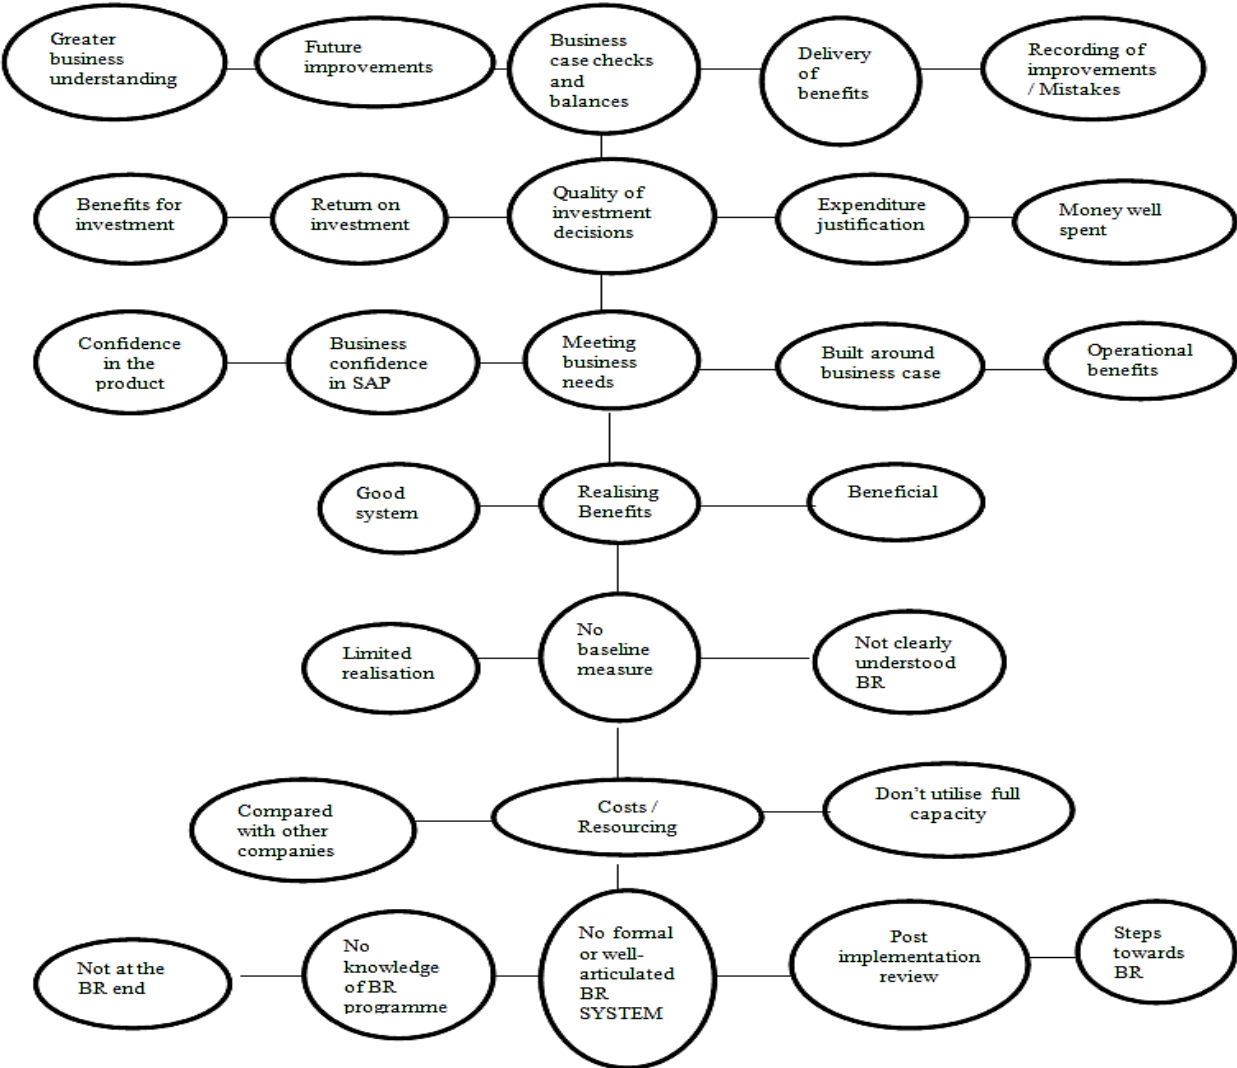 Greater
business
understanding
Future
improvements
Business
case checks
and
balances
Delivery
of
benefits
Recording of
improvements
/ Mistakes
Benefits for
investment
Return on
investment
Quality of
investment
decisions
Expenditure
justification
Money well
spent
Confidence
in the
product
Business
confidence
in SAP
Meeting
business
needs
Built around
business case
Operational
benefits
Good
system
Realising
Benefits
Beneficial
Limited
realisation
No
baseline
measure
Not clearly
understood
BR
Compared
with other
companies
Costs /
Resourcing
Don’t utilise full
capacity
Not at the
BR end
No
knowledge
of BR
programme
No formal
or well-
articulated
BR
SYSTEM
Post
implementation
review
Steps
towards
BR